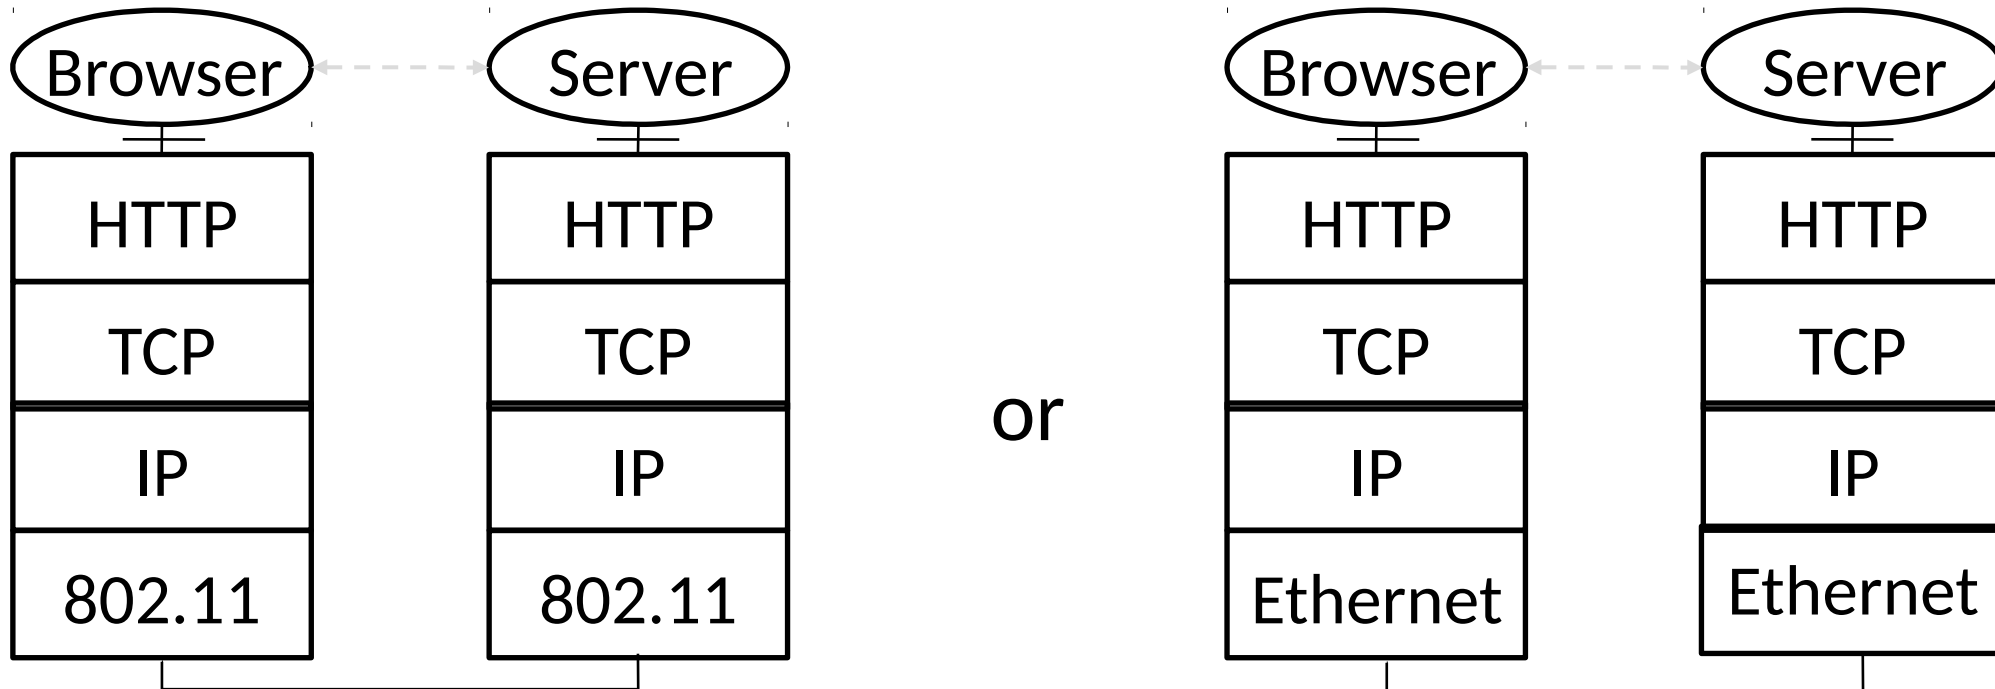 Browser Server Browser Server
HTTP HTTP HTTP HTTP
TCP TCP TCP TCP
or
IP IP IP IP
802.11 802.11 Ethernet Ethernet